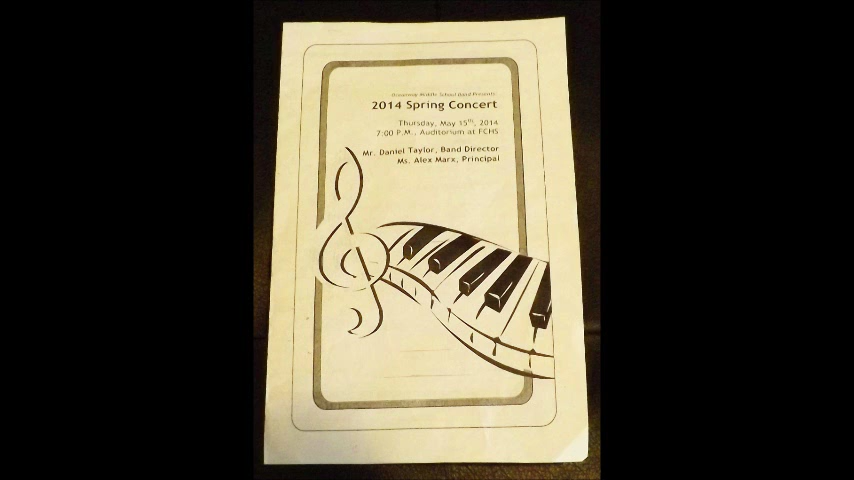 Middle School Band Presents:
2014 Spring Concert
Thursday, May 15th, 2014
7:00 P.M., Auditorium at FCHS
Mr. Daniel Taylor, Band Director
Ms. Alex Marx, Principal